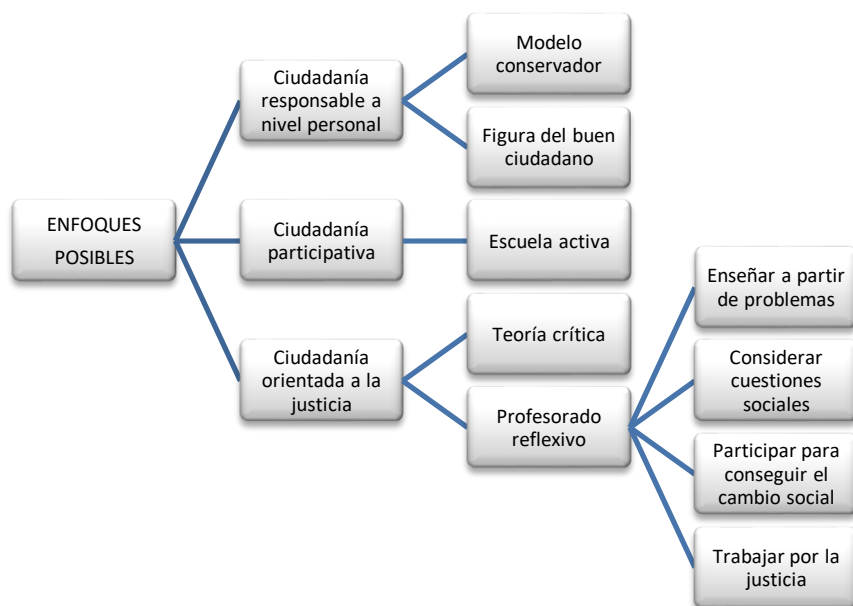 Modelo
conservador
Ciudadanía
responsable a
nivel personal
Figura del buen
ciudadano
ENFOQUES
POSIBLES
Ciudadanía
participativa
Escuela activa
Enseñar a partir
de problemas
Teoría crítica
Ciudadanía
orientada a la
justicia
Considerar
cuestiones
sociales
Profesorado
reflexivo
Participar para
conseguir el
cambio social
Trabajar por la
justicia